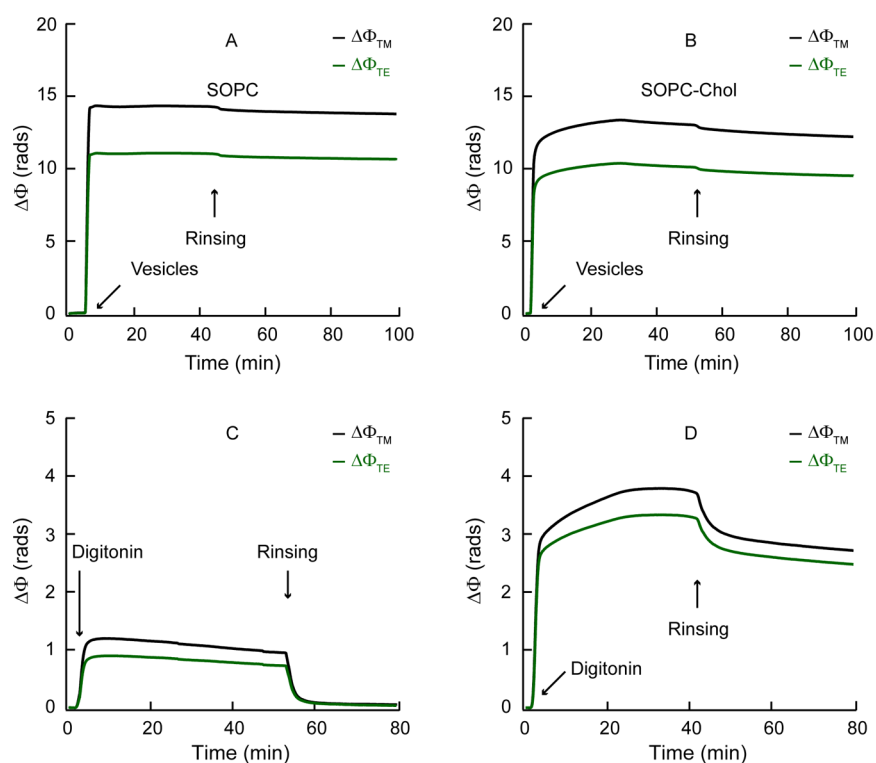 A
ΔΦTM
ΔΦTE
SOPC
Rinsing
Vesicles
ΔΦ (rads)
20
15
10
5
0
0 20 40 60 80 100
Time (min)
B
ΔΦTM
ΔΦTE
SOPC-Chol
Rinsing
Vesicles
ΔΦ (rads)
20
15
10
5
0
0 20 40 60 80 100
Time (min)
C
ΔΦTM
ΔΦTE
Digitonin
Rinsing
ΔΦ (rads)
5
4
3
2
1
0
0 20 40 60 80
Time (min)
D
ΔΦTM
ΔΦTE
Rinsing
Digitonin
ΔΦ (rads)
5
4
3
2
1
0
0 20 40 60 80
Time (min)